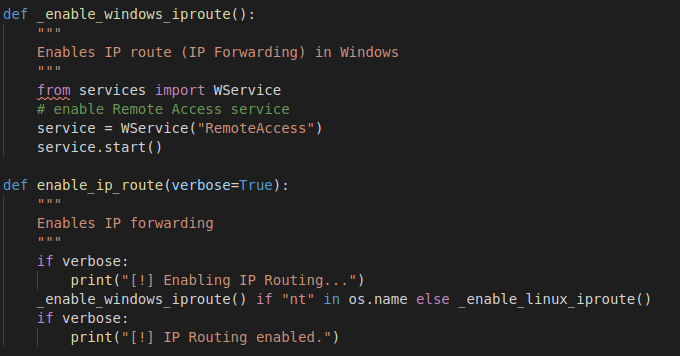 def _enable_windows_iproute():
"""
Enables IP route (IP Forwarding) in Windows
"""
from services import WService
# enable Remote Access service
service = WService("RemoteAccess")
service.start()
def enable_ip_route(verbose=True):
"""
Enables IP forwarding
"""
if verbose:
print("[!] Enabling IP Routing...")
_enable_windows_iproute() if "nt" in os.name else _enable_linux_iproute()
if verbose:
print("[!] IP Routing enabled.")